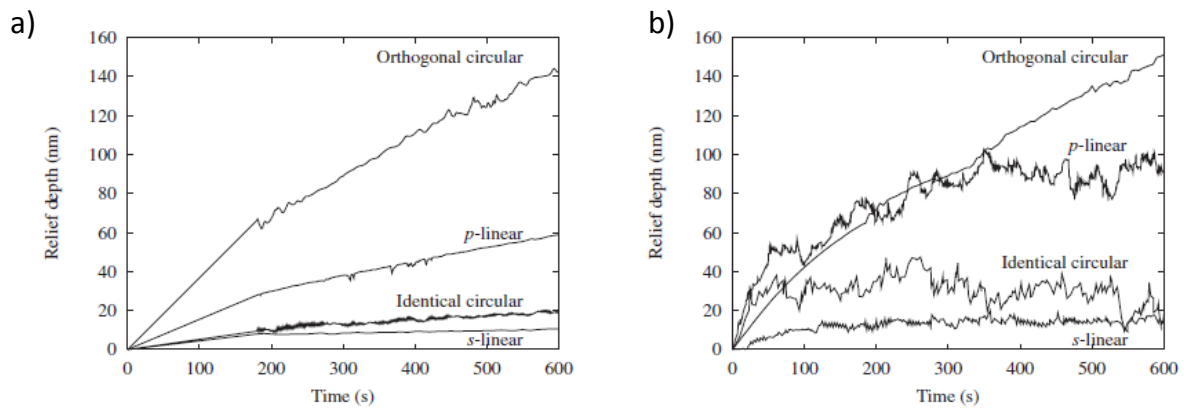 a)
160
140
120
100
80
60
40
20
0
Relief depth (nm)
Orthogonal circular
p-linear
Identical circular
s-linear
0 100 200 300 400 500 600
Time (s)
b)
160
140
120
100
80
60
40
20
0
Relief depth (nm)
Orthogonal circular
p-linear
Identical circular
s-linear
0 100 200 300 400 500 600
Time (s)